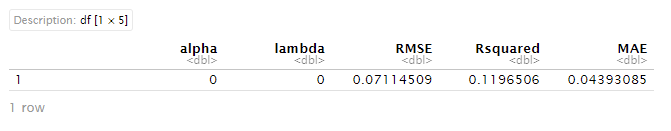 Description: df [1 × 5]
alpha lambda RMSE Rsquared MAE
<dbl> <dbl> <dbl> <dbl> <dbl>
1 0 0 0.07114509 0.1196506 0.04393085
1 row